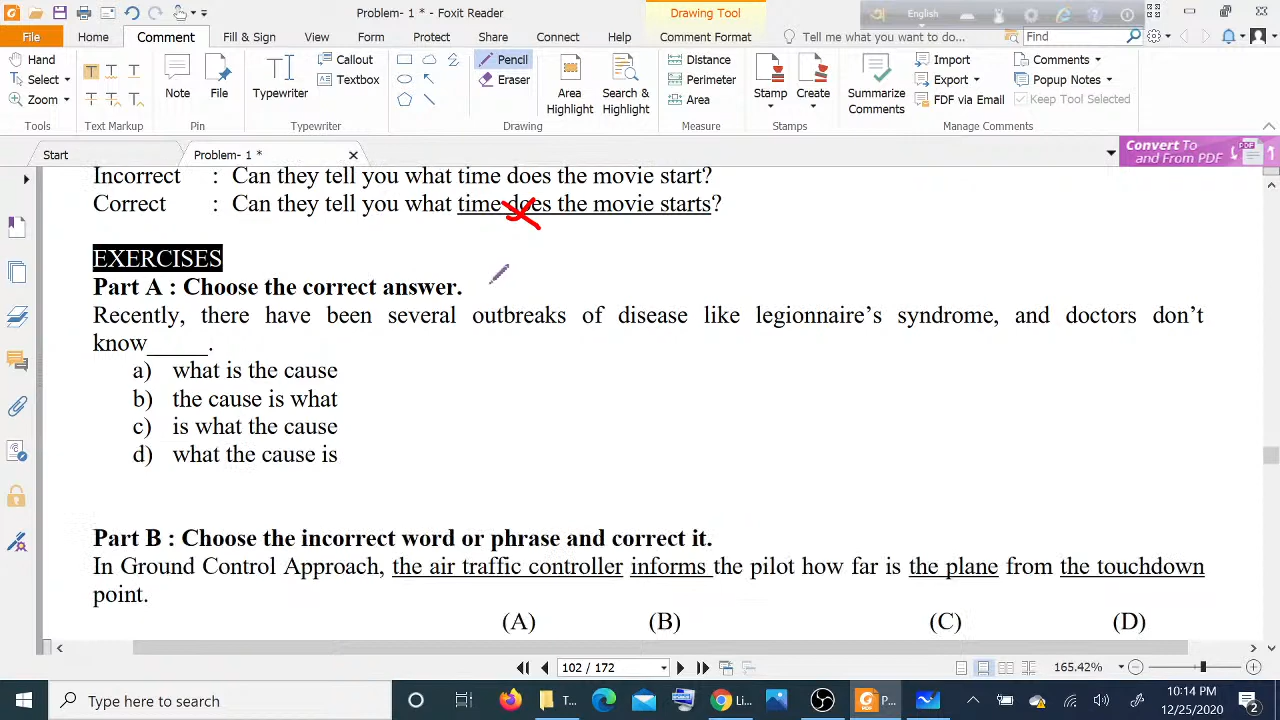 Problem- 1 * - Foxit Reader
Drawing Tool
English
File
Home
Comment
Fill & Sign
View
Form
Protect
Share
Connect
Help
Comment Format
Tell me what you want to do...
Find
Hand
Select
Zoom
Tools
Text Markup
Note
File
Pin
Typewriter
Callout
Textbox
Typewriter
Pencil
Eraser
Area
Highlight
Search &
Highlight
Drawing
Distance
Perimeter
Area
Measure
Stamp
Create
Stamps
Summarize
Comments
Import
Export
FDF via Email
Comments
Popup Notes
Keep Tool Selected
Manage Comments
Start
Problem- 1 *
Convert To
and From PDF
PDF
Incorrect : Can they tell you what time does the movie start?
Correct : Can they tell you what time does the movie starts?
EXERCISES
Part A : Choose the correct answer.
Recently, there have been several outbreaks of disease like legionnaire’s syndrome, and doctors don’t
know_____.
a) what is the cause
b) the cause is what
c) is what the cause
d) what the cause is
Part B : Choose the incorrect word or phrase and correct it.
In Ground Control Approach, the air traffic controller informs the pilot how far is the plane from the touchdown
point.
(A) (B) (C) (D)
102 / 172
165.42%
Type here to search
T...
Li...
P...
10:14 PM
12/25/2020
2